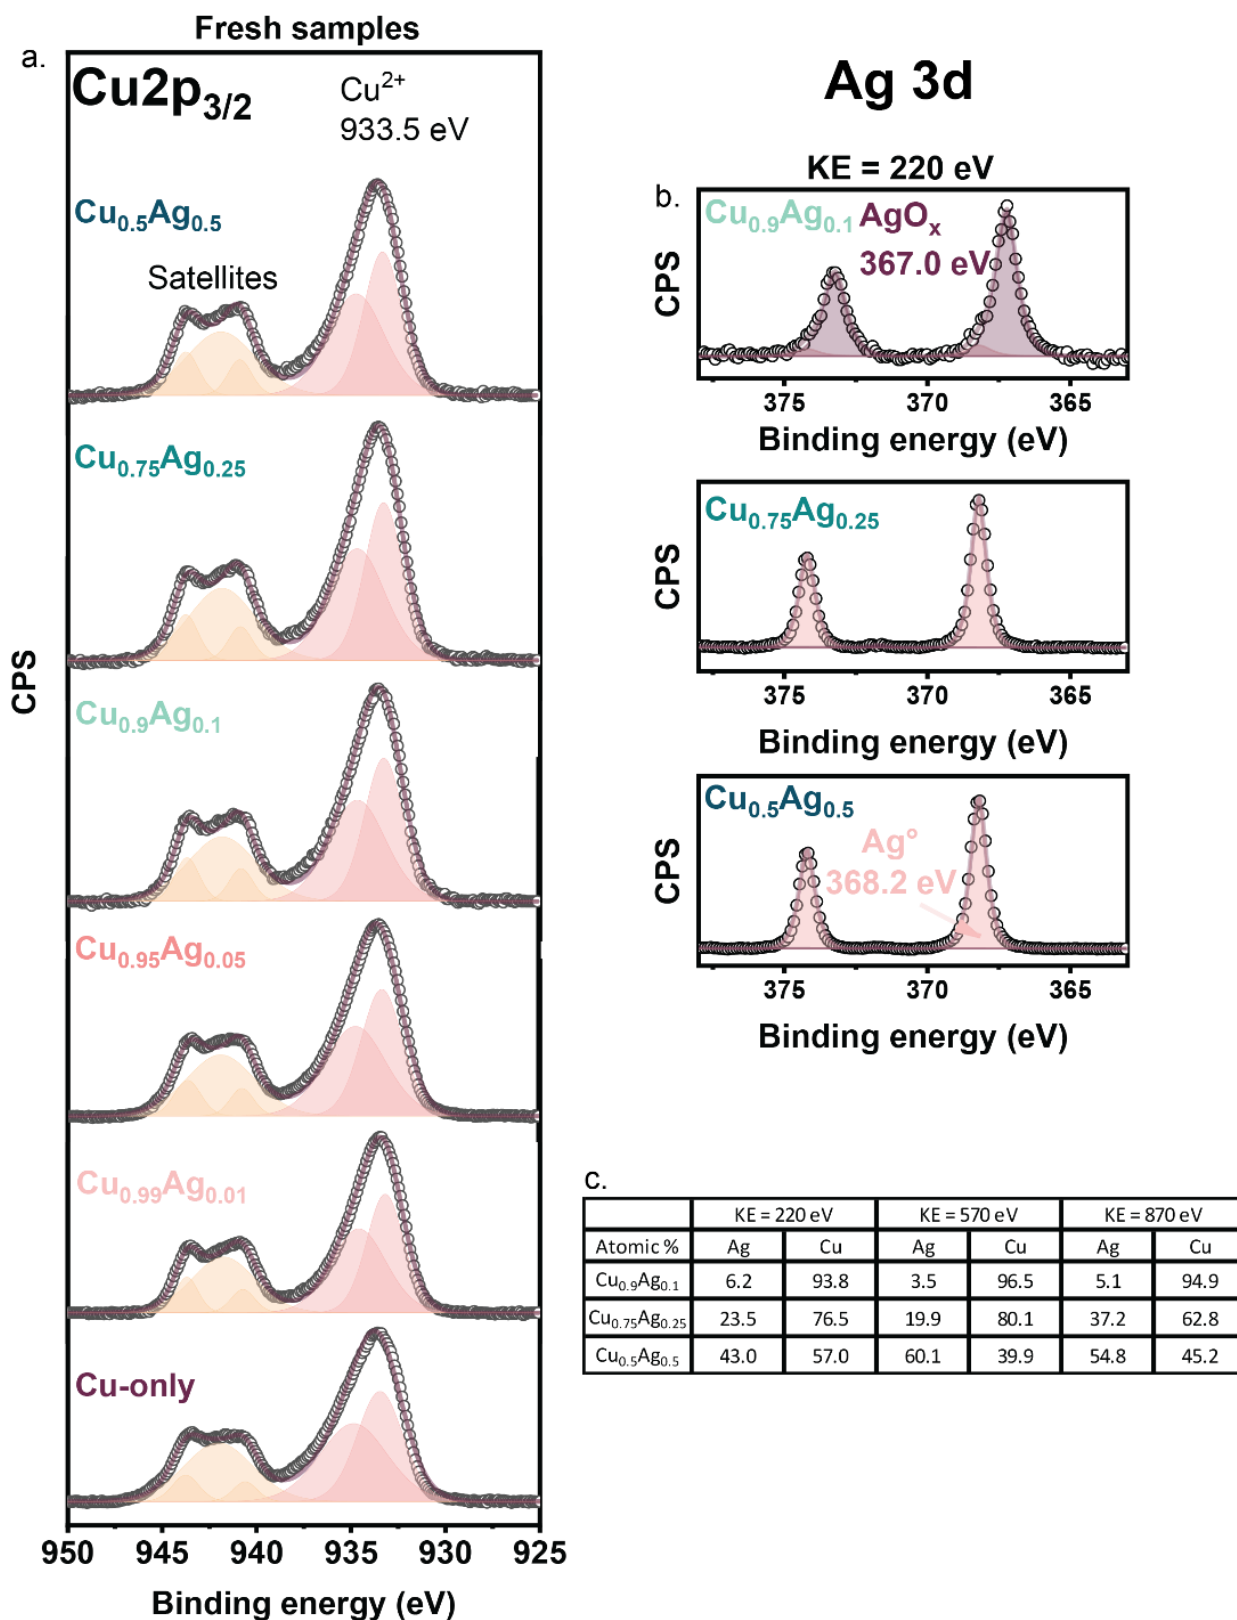 Fresh samples
a.
Cu2p3/2
Cu2+
933.5 eV
Cu0.5Ag0.5
Satellites
Cu0.75Ag0.25
Cu0.9Ag0.1
Cu0.95Ag0.05
Cu0.99Ag0.01
Cu-only
CPS
950 945 940 935 930 925
Binding energy (eV)
Ag 3d
KE = 220 eV
b.
Cu0.9Ag0.1 AgOx
367.0 eV
CPS
375 370 365
Binding energy (eV)
Cu0.75Ag0.25
CPS
375 370 365
Binding energy (eV)
Cu0.5Ag0.5
Ag°
368.2 eV
CPS
375 370 365
Binding energy (eV)
c.
KE = 220 eV KE = 570 eV KE = 870 eV
Atomic % Ag Cu Ag Cu Ag Cu
Cu0.9Ag0.1 6.2 93.8 3.5 96.5 5.1 94.9
Cu0.75Ag0.25 23.5 76.5 19.9 80.1 37.2 62.8
Cu0.5Ag0.5 43.0 57.0 60.1 39.9 54.8 45.2